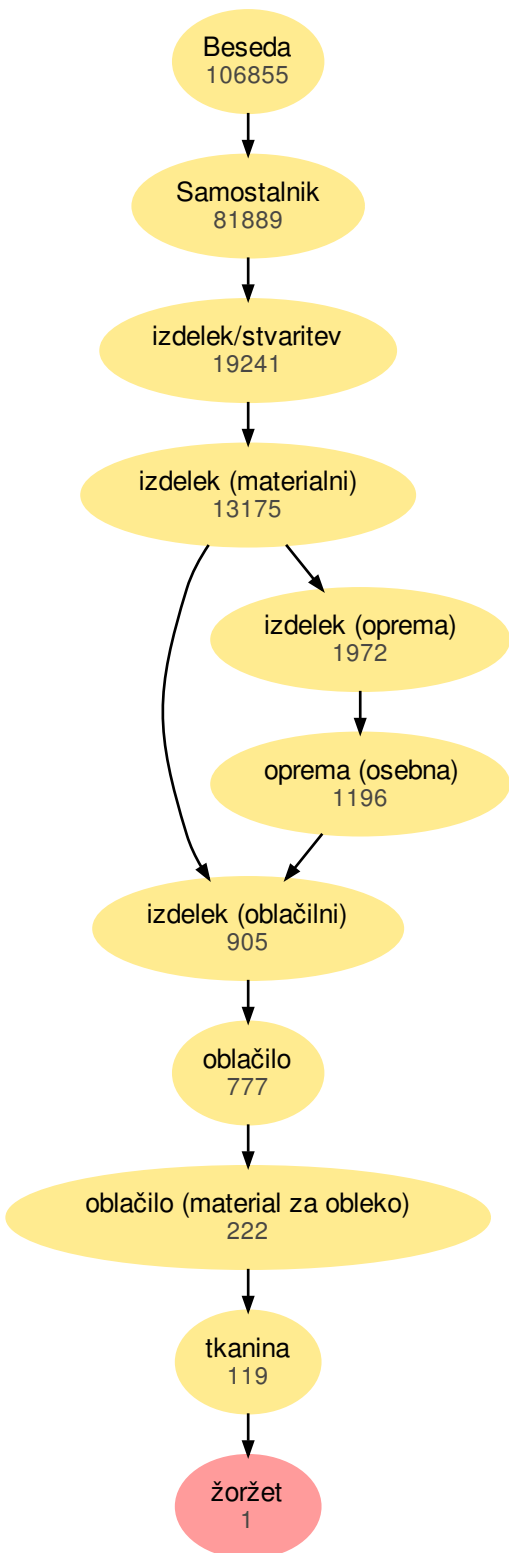 Beseda
106855
Samostalnik
81889
izdelek/stvaritev
19241
izdelek (materialni)
13175
izdelek (oprema)
1972
oprema (osebna)
1196
izdelek (oblačilni)
905
oblačilo
777
oblačilo (material za obleko)
222
tkanina
119
žoržet
1